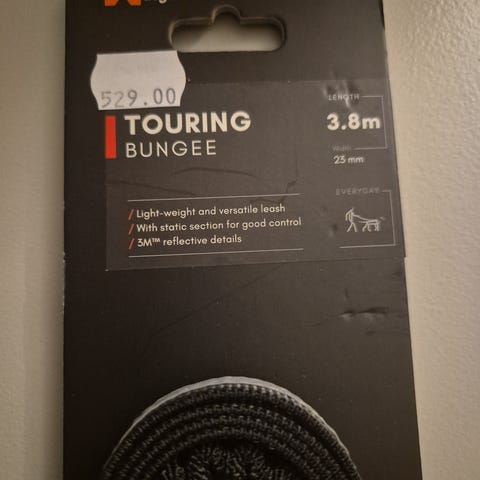 529.00
TOURING
BUNGEE
LENGTH
3.8m
Width
23 mm
EVERYDAY
/ Light-weight and versatile leash
/ With static section for good control
/ 3M™ reflective details